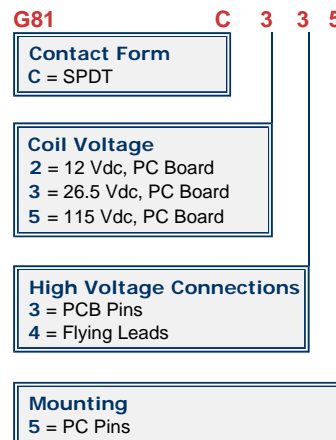 G81 C 3 3 5
Contact Form
C = SPDT
Coil Voltage
2 = 12 Vdc, PC Board
3 = 26.5 Vdc, PC Board
5 = 115 Vdc, PC Board
High Voltage Connections
3 = PCB Pins
4 = Flying Leads
Mounting
5 = PC Pins